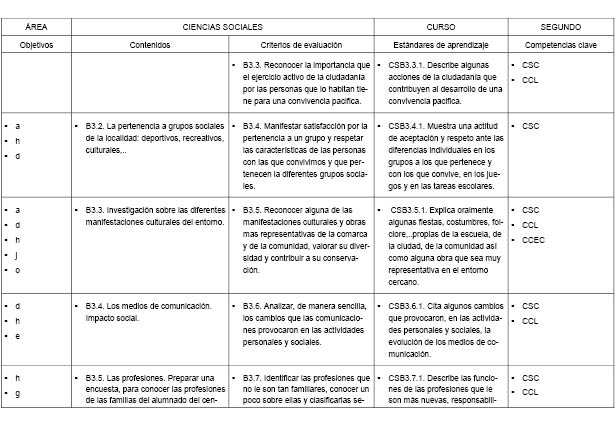 ÁREA CIENCIAS SOCIALES CURSO SEGUNDO
Objetivos Contenidos Criterios de evaluación Estándares de aprendizaje Competencias clave
• B3.3. Reconocer la importancia que
el ejercicio activo de la ciudadanía
por las personas que lo habitan tie-
ne para una convivencia pacífica.
• CSB3.3.1. Describe algunas
acciones de la ciudadanía que
contribuyen al desarrollo de una
convivencia pacífica.
• CSC
• CCL
• a
• h
• d
• B3.2. La pertenencia a grupos sociales
de la localidad: deportivos, recreativos,
culturales,..
• B3.4. Manifestar satisfacción por la
pertenencia a un grupo y respetar
las características de las personas
con las que convivimos y que per-
tenecen la diferentes grupos socia-
les.
• CSB3.4.1. Muestra una actitud
de aceptación y respeto ante las
diferencias individuales en los
grupos a los que pertenece y
con los que convive, en los jue-
gos y en las tareas escolares.
• CSC
• a
• d
• h
• j
• o
• B3.3. Investigación sobre las diferentes
manifestaciones culturales del entorno.
• B3.5. Reconocer alguna de las
manifestaciones culturales y obras
mas representativas de la comarca
y de la comunidad, valorar su diver-
sidad y contribuir a su conserva-
ción.
• CSB3.5.1. Explica oralmente
algunas fiestas, costumbres, fol-
clore,..propias de la escuela, de
la ciudad, de la comunidad así
como alguna obra que sea muy
representativa en el entorno
cercano.
• CSC
• CCL
• CCEC
• d
• h
• e
• B3.4. Los medios de comunicación.
Impacto social.
• B3.6. Analizar, de manera sencilla,
los cambios que las comunicacio-
nes provocaron en las actividades
personales y sociales.
• CSB3.6.1. Cita algunos cambios
que provocaron, en las activida-
des personales y sociales, la
evolución de los medios de co-
municación.
• CSC
• CCL
• h
• g
• B3.5. Las profesiones. Preparar una
encuesta, para conocer las profesiones
de las familias del alumnado del cen-
• B3.7. Identificar las profesiones que
no le son tan familiares, conocer un
poco sobre ellas y clasificarlas se-
• CSB3.7.1. Describe las funcio-
nes de las profesiones que le
son más nuevas, responsabili-
• CSC
• CCL